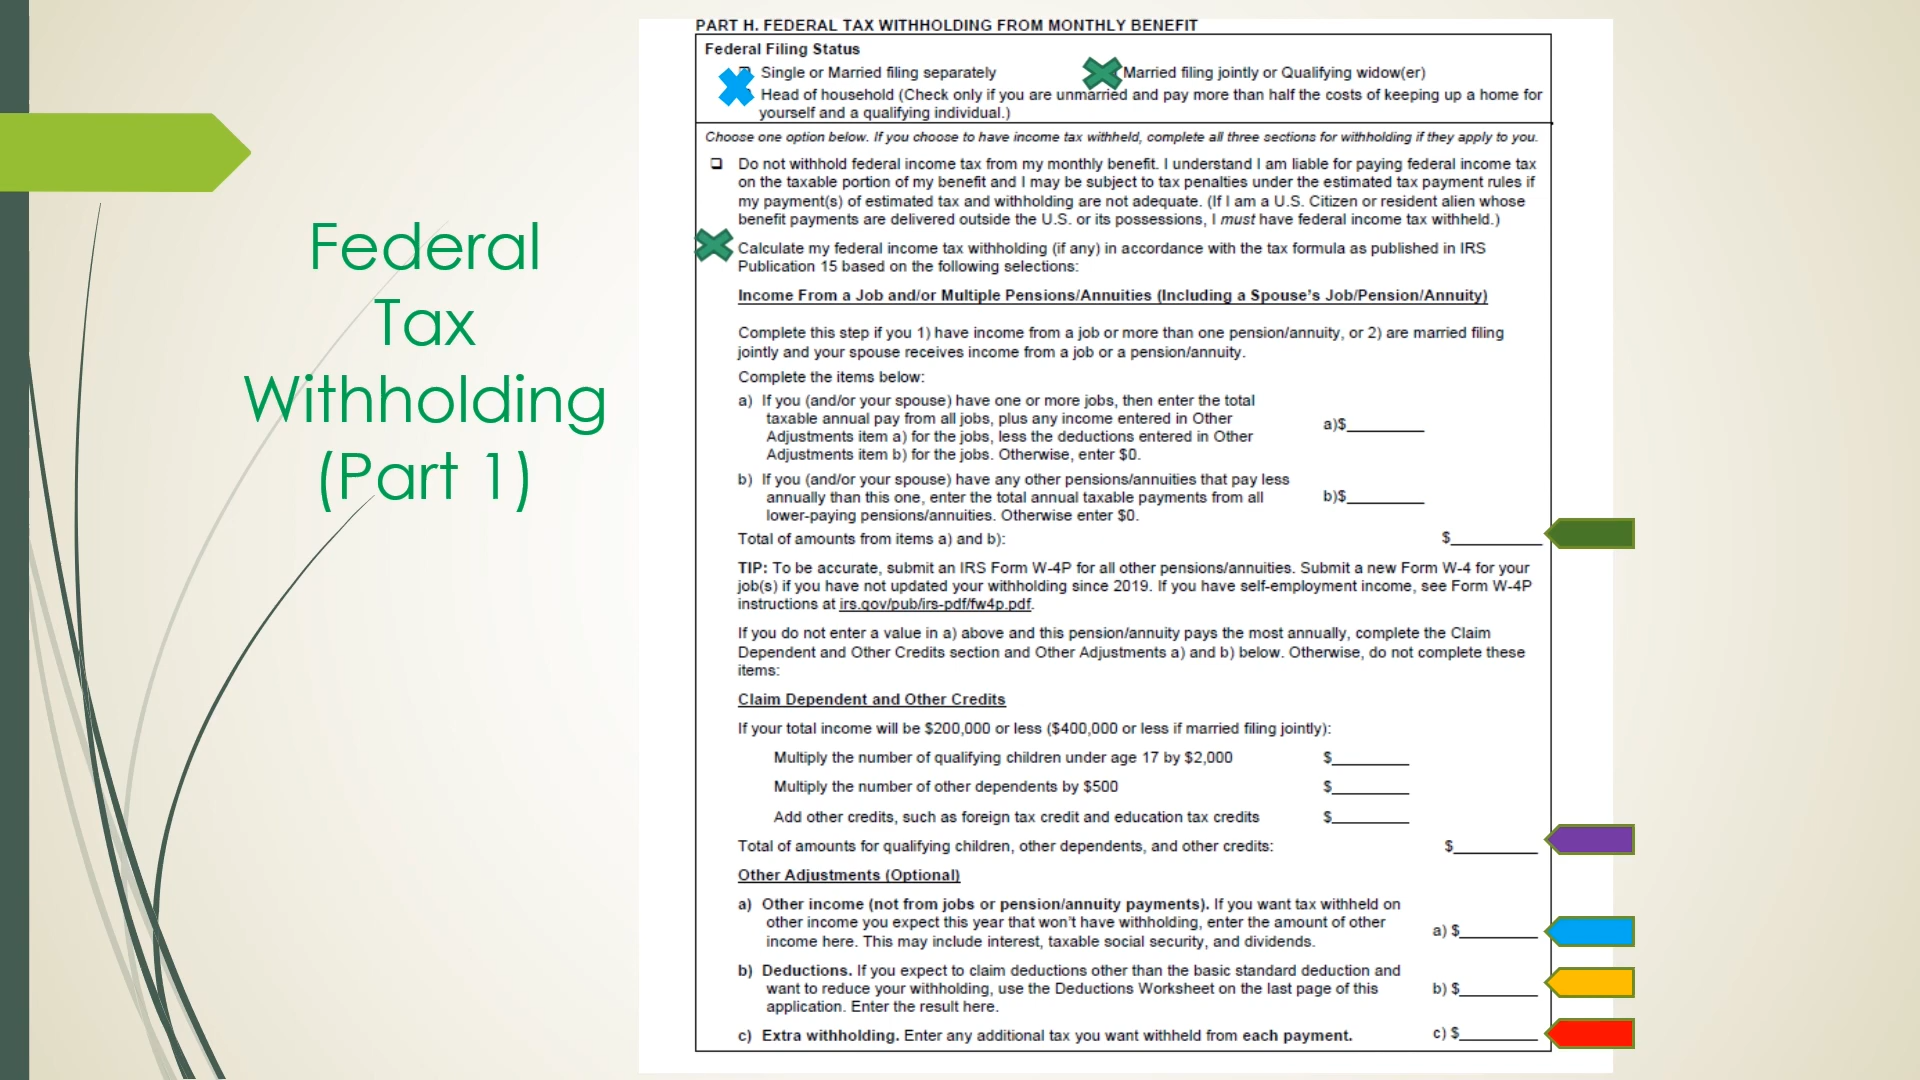 Federal
Tax
Withholding
(Part 1)
PART H. FEDERAL TAX WITHHOLDING FROM MONTHLY BENEFIT
Federal Filing Status
Single or Married filing separately
Married filing jointly or Qualifying widow(er)
Head of household (Check only if you are unmarried and pay more than half the costs of keeping up a home for
yourself and a qualifying individual.)
Choose one option below. If you choose to have income tax withheld, complete all three sections for withholding if they apply to you.
❑ Do not withhold federal income tax from my monthly benefit. I understand I am liable for paying federal income tax
on the taxable portion of my benefit and I may be subject to tax penalties under the estimated tax payment rules if
my payment(s) of estimated tax and withholding are not adequate. (If I am a U.S. Citizen or resident alien whose
benefit payments are delivered outside the U.S. or its possessions, I must have federal income tax withheld.)
Calculate my federal income tax withholding (if any) in accordance with the tax formula as published in IRS
Publication 15 based on the following selections:
Income From a Job and/or Multiple Pensions/Annuities (Including a Spouse's Job/Pension/Annuity)
Complete this step if you 1) have income from a job or more than one pension/annuity, or 2) are married filing
jointly and your spouse receives income from a job or a pension/annuity.
Complete the items below:
a) If you (and/or your spouse) have one or more jobs, then enter the total
taxable annual pay from all jobs, plus any income entered in Other
Adjustments item a) for the jobs, less the deductions entered in Other
Adjustments item b) for the jobs. Otherwise, enter $0.
a)$_________
b) If you (and/or your spouse) have any other pensions/annuities that pay less
annually than this one, enter the total annual taxable payments from all
lower-paying pensions/annuities. Otherwise enter $0.
b)$_________
Total of amounts from items a) and b): $__________
TIP: To be accurate, submit an IRS Form W-4P for all other pensions/annuities. Submit a new Form W-4 for your
job(s) if you have not updated your withholding since 2019. If you have self-employment income, see Form W-4P
instructions at irs.gov/pub/irs-pdf/fw4p.pdf.
If you do not enter a value in a) above and this pension/annuity pays the most annually, complete the Claim
Dependent and Other Credits section and Other Adjustments a) and b) below. Otherwise, do not complete these
items:
Claim Dependent and Other Credits
If your total income will be $200,000 or less ($400,000 or less if married filing jointly):
Multiply the number of qualifying children under age 17 by $2,000 $_________
Multiply the number of other dependents by $500 $_________
Add other credits, such as foreign tax credit and education tax credits $_________
Total of amounts for qualifying children, other dependents, and other credits: $__________
Other Adjustments (Optional)
a) Other income (not from jobs or pension/annuity payments). If you want tax withheld on
other income you expect this year that won't have withholding, enter the amount of other
income here. This may include interest, taxable social security, and dividends.
a) $_________
b) Deductions. If you expect to claim deductions other than the basic standard deduction and
want to reduce your withholding, use the Deductions Worksheet on the last page of this
application. Enter the result here.
b) $_________
c) Extra withholding. Enter any additional tax you want withheld from each payment. c) $_________